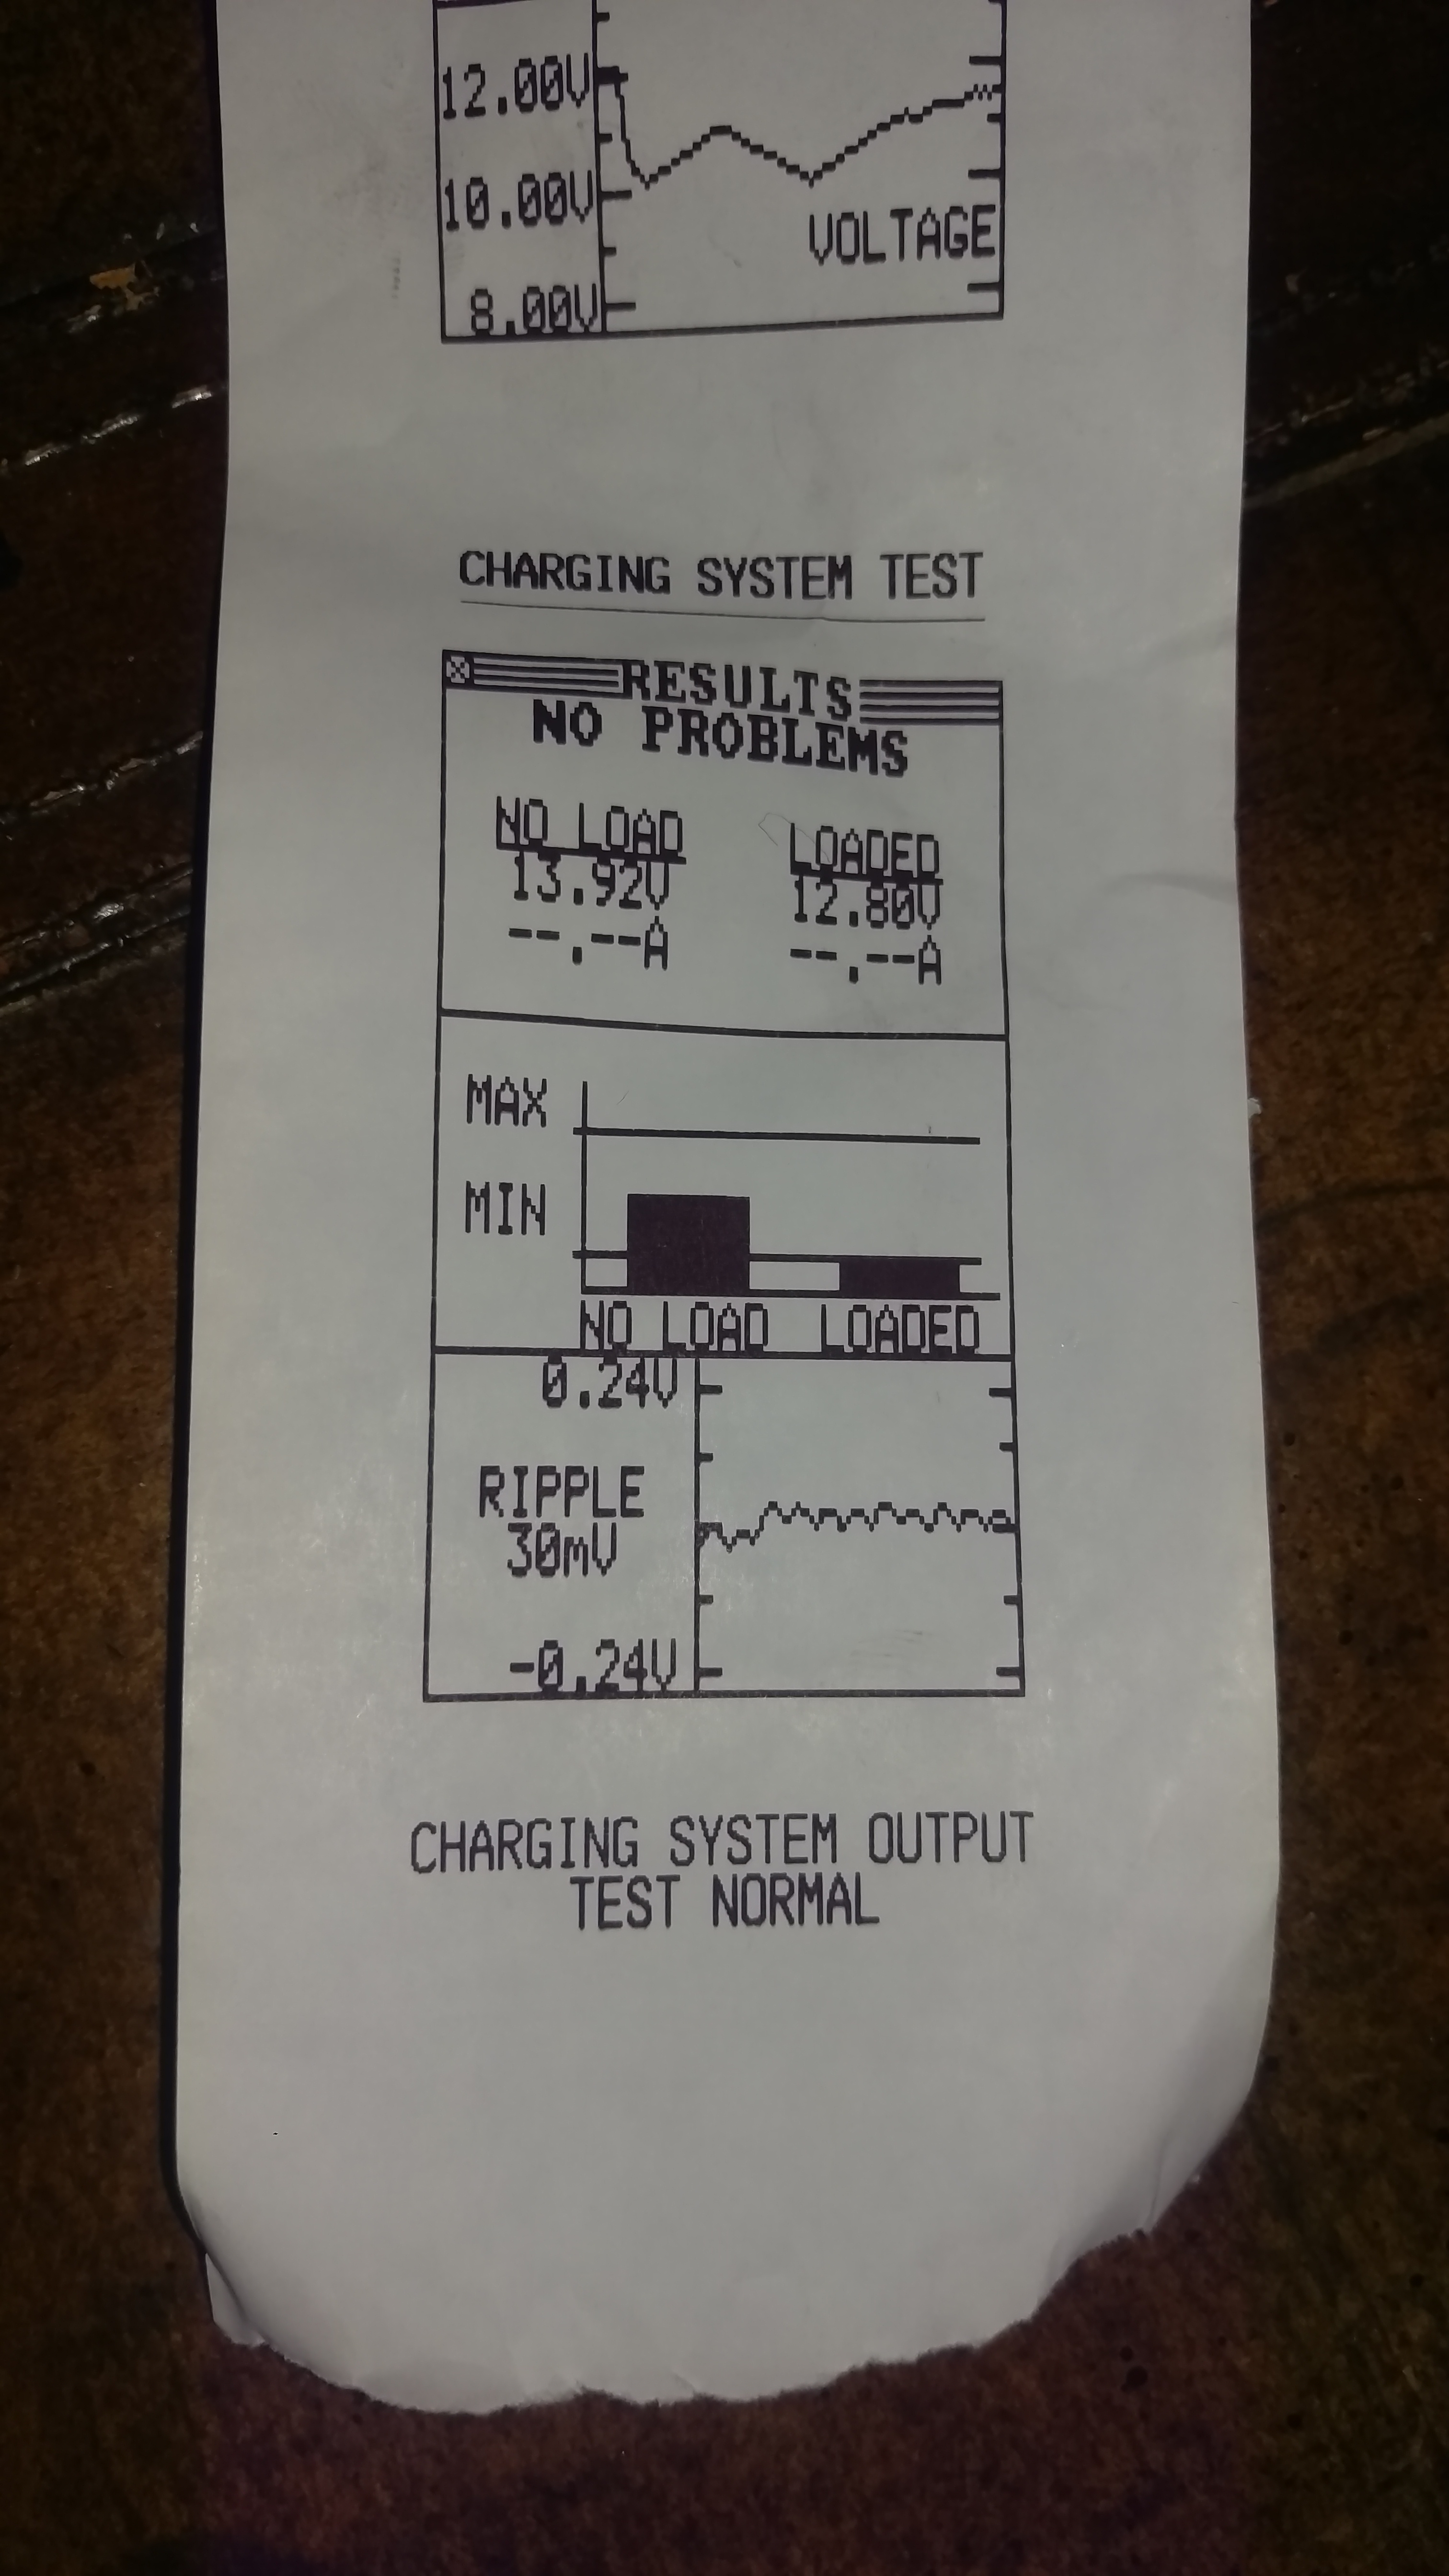 12.00V
10.00V
VOLTAGE
8.00V
CHARGING SYSTEM TEST
RESULTS
NO PROBLEMS
NO LOAD LOADED
13.92V 12.80V
--.--A --.--A
MAX
MIN
NO LOAD LOADED
0.24V
RIPPLE
30mV
-0.24V
CHARGING SYSTEM OUTPUT
TEST NORMAL